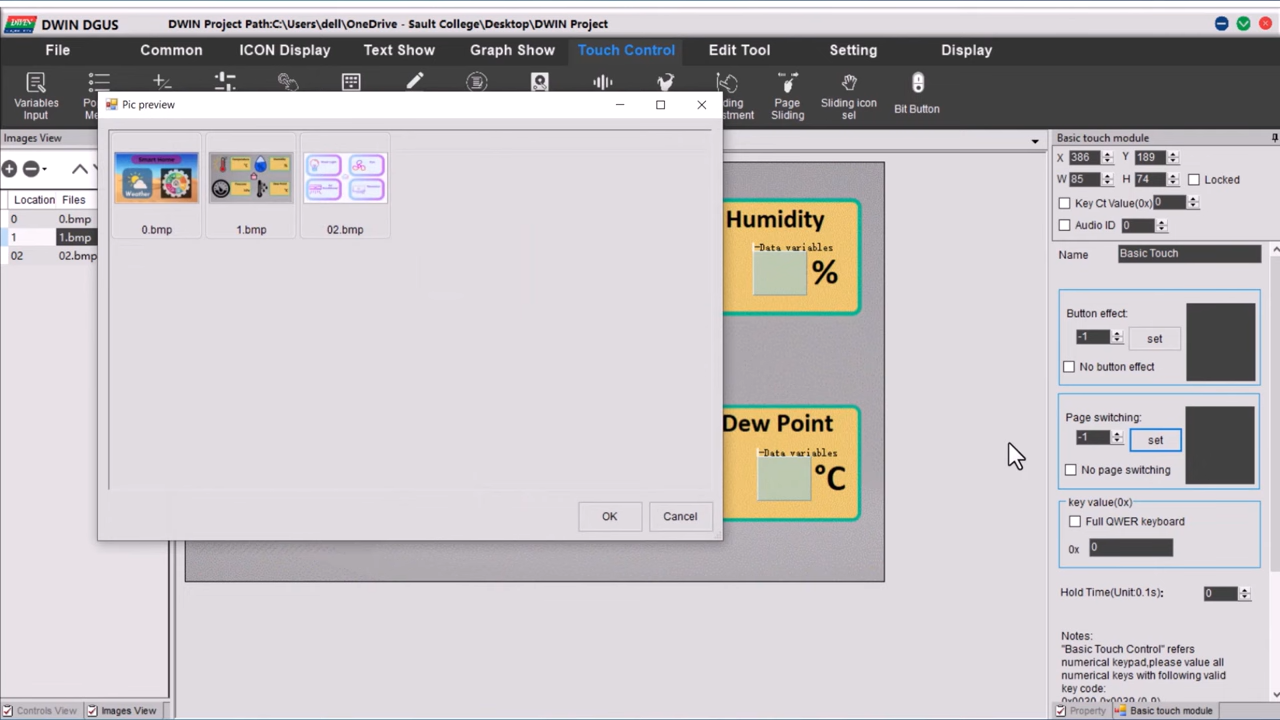 DWIN DGUS
DWIN Project Path:C:\Users\dell\OneDrive - Sault College\Desktop\DWIN Project
File
Common
ICON Display
Text Show
Graph Show
Touch Control
Edit Tool
Setting
Display
Variables
Input
Page
Sliding
Sliding icon
sel
Bit Button
Images View
Location Files
0 0.bmp
1 1.bmp
02 02.bmp
Pic preview
Smart Home
Weather
0.bmp
1.bmp
02.bmp
OK
Cancel
Humidity
Data variables
%
Dew Point
Data variables
°C
Basic touch module
X 386 Y 189
W 85 H 74 Locked
Key Ct Value(0x) 0
Audio ID 0
Name Basic Touch
Button effect:
-1 set
No button effect
Page switching:
-1 set
No page switching
key value(0x)
Full QWER keyboard
0x 0
Hold Time(Unit:0.1s): 0
Notes:
"Basic Touch Control" refers
numerical keypad,please value all
numerical keys with following valid
key code:
Controls View
Images View
Property
Basic touch module